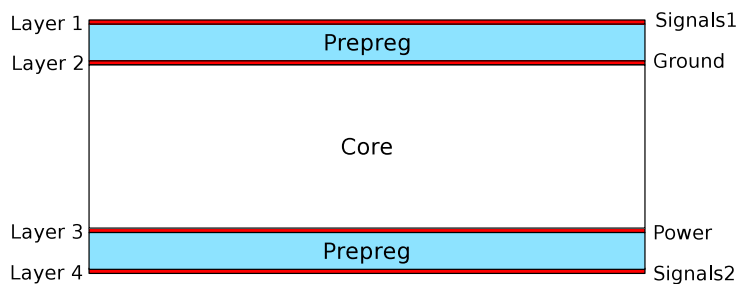 Layer 1
Signals1
Prepreg
Layer 2
Ground
Core
Layer 3
Power
Prepreg
Layer 4
Signals2